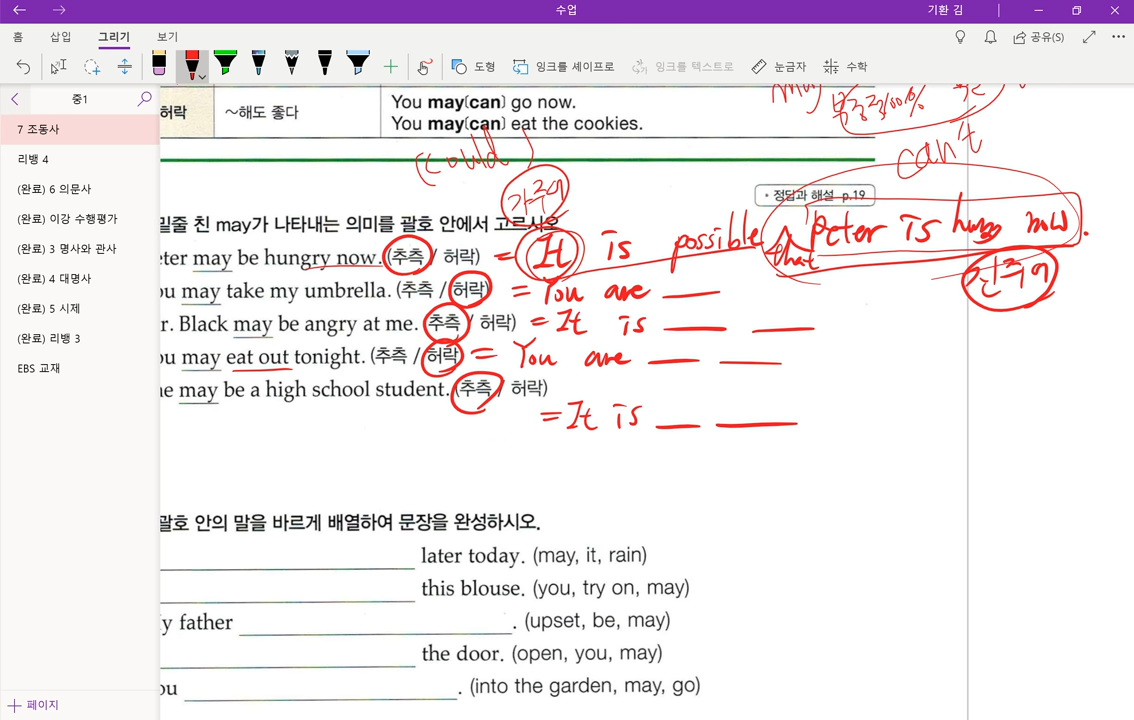 수업
기환 김
홈 삽입 그리기 보기
공유(S)
도형 잉크를 셰이프로 잉크를 텍스트로 눈금자 수학
중1
7 조동사
리뱅 4
(완료) 6 의문사
(완료) 이강 수행평가
(완료) 3 명사와 관사
(완료) 4 대명사
(완료) 5 시제
(완료) 리뱅 3
EBS 교재
페이지
허락 ~해도 좋다
You may(can) go now.
You may(can) eat the cookies.
(could)
can't
가주어
• 정답과 해설 p.19
밑줄 친 may가 나타내는 의미를 괄호 안에서 고르시오
eter may be hungry now. (추측 / 허락) = It is possible that Peter is hungry now.
진주어
ou may take my umbrella. (추측 / 허락) = You are
r. Black may be angry at me. (추측 / 허락) = It is
ou may eat out tonight. (추측 / 허락) = You are
he may be a high school student. (추측 / 허락)
= It is
괄호 안의 말을 바르게 배열하여 문장을 완성하시오.
later today. (may, it, rain)
this blouse. (you, try on, may)
y father . (upset, be, may)
the door. (open, you, may)
ou . (into the garden, may, go)